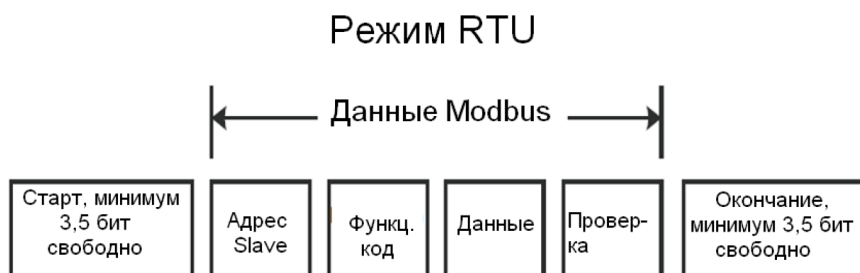 Режим RTU
Данные Modbus
Старт, минимум
3,5 бит
свободно
Адрес
Slave
Функц.
код
Данные
Провер-
ка
Окончание,
минимум 3,5 бит
свободно